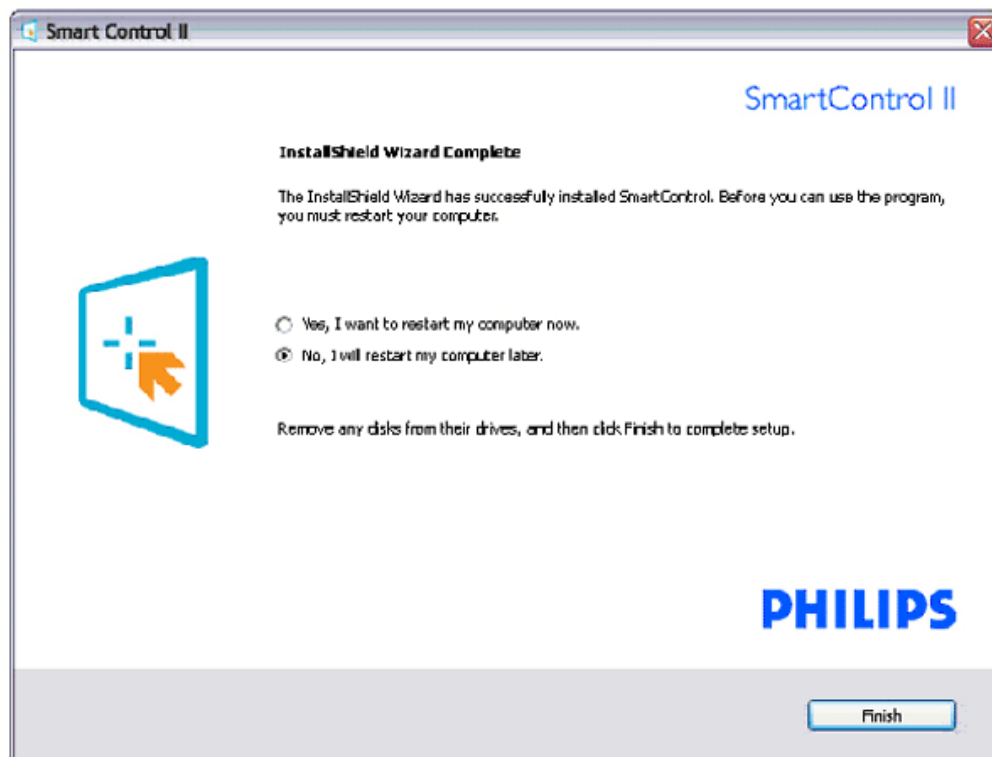 Smart Control II
SmartControl II
InstallShield Wizard Complete
The InstallShield Wizard has successfully installed SmartControl. Before you can use the program,
you must restart your computer.
Yes, I want to restart my computer now.
No, I will restart my computer later.
Remove any disks from their drives, and then click Finish to complete setup.
PHILIPS
Finish